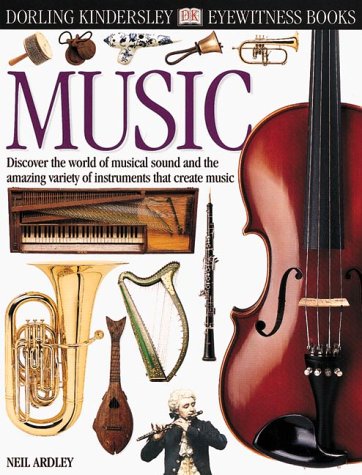 DORLING KINDERSLEY DK EYEWITNESS BOOKS
MUSIC
Discover the world of musical sound and the
amazing variety of instruments that create music
NEIL ARDLEY